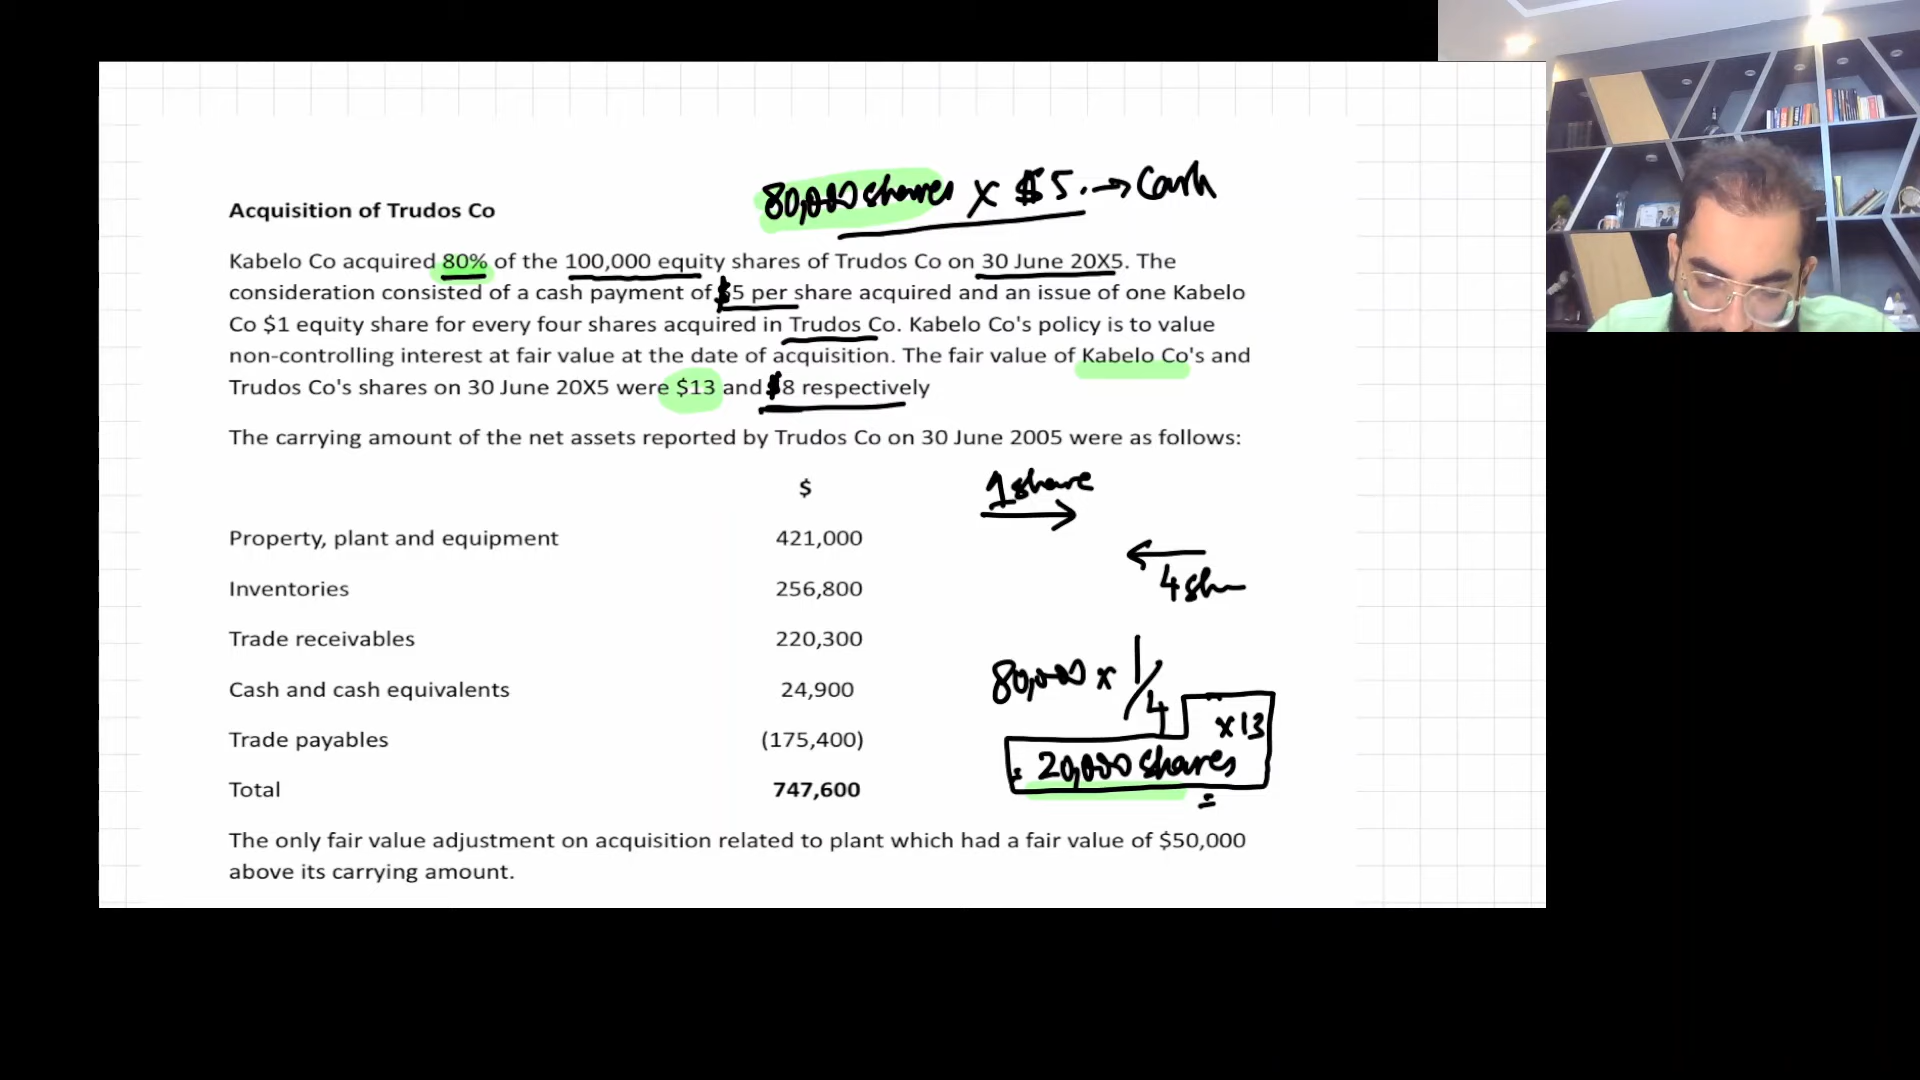 80,000 shares x $5. → Cash
Acquisition of Trudos Co
Kabelo Co acquired 80% of the 100,000 equity shares of Trudos Co on 30 June 20X5. The
consideration consisted of a cash payment of $5 per share acquired and an issue of one Kabelo
Co $1 equity share for every four shares acquired in Trudos Co. Kabelo Co's policy is to value
non-controlling interest at fair value at the date of acquisition. The fair value of Kabelo Co's and
Trudos Co's shares on 30 June 20X5 were $13 and $8 respectively
The carrying amount of the net assets reported by Trudos Co on 30 June 2005 were as follows:
$
1 share
Property, plant and equipment 421,000
4 sh
Inventories 256,800
Trade receivables 220,300
Cash and cash equivalents 24,900
80,000 x 1/4
Trade payables (175,400)
x 13
= 20,000 shares
Total 747,600
=
The only fair value adjustment on acquisition related to plant which had a fair value of $50,000
above its carrying amount.